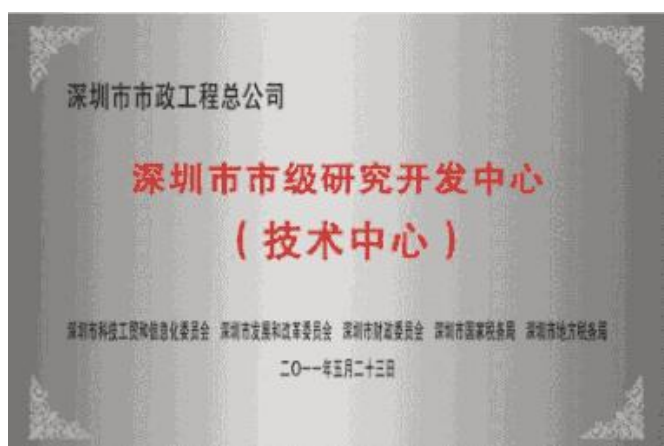 深圳市市政工程总公司
深圳市市级研究开发中心
(技术中心)
深圳市科技工贸和信息化委员会 深圳市发展和改革委员会 深圳市财政委员会 深圳市国家税务局 深圳市地方税务局
二〇一一年五月二十三日